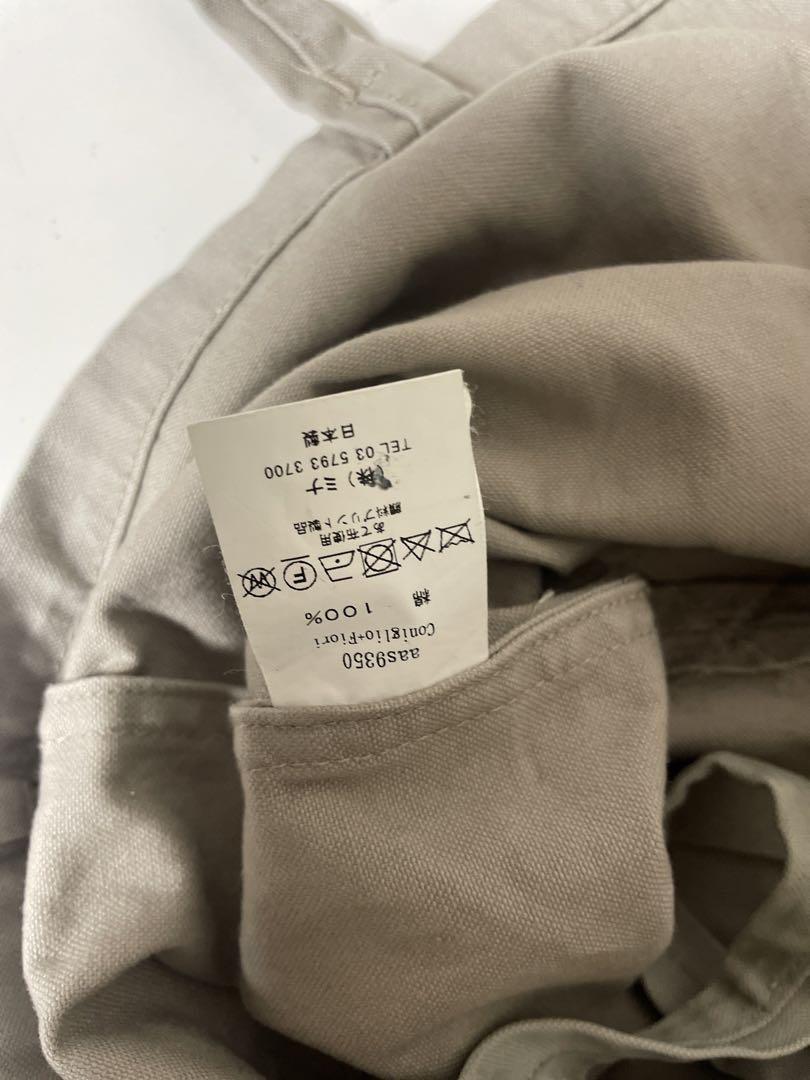 aas9350
Coniglio+Fiori
綿 100%
F W
あて布使用
顔料プリント製品
(株)ミナ
TEL 03 5793 3700
日本製